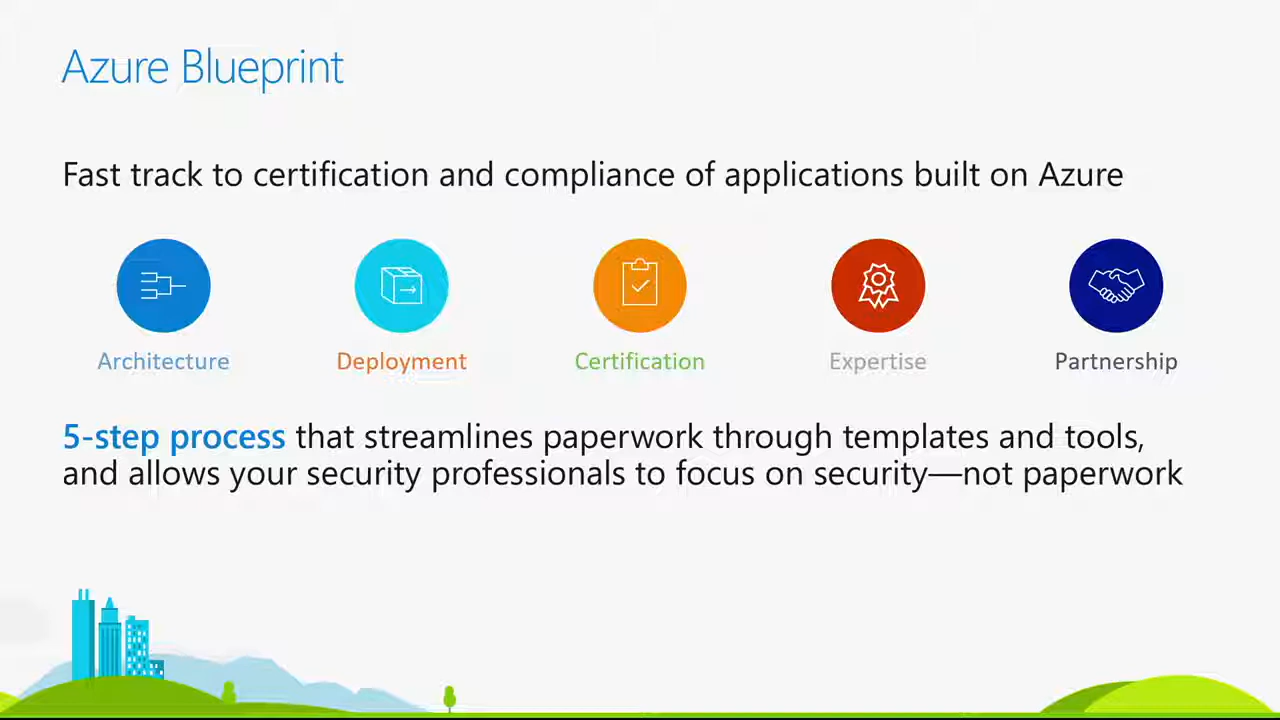 Azure Blueprint
Fast track to certification and compliance of applications built on Azure
Architecture
Deployment
Certification
Expertise
Partnership
5-step process that streamlines paperwork through templates and tools,
and allows your security professionals to focus on security—not paperwork